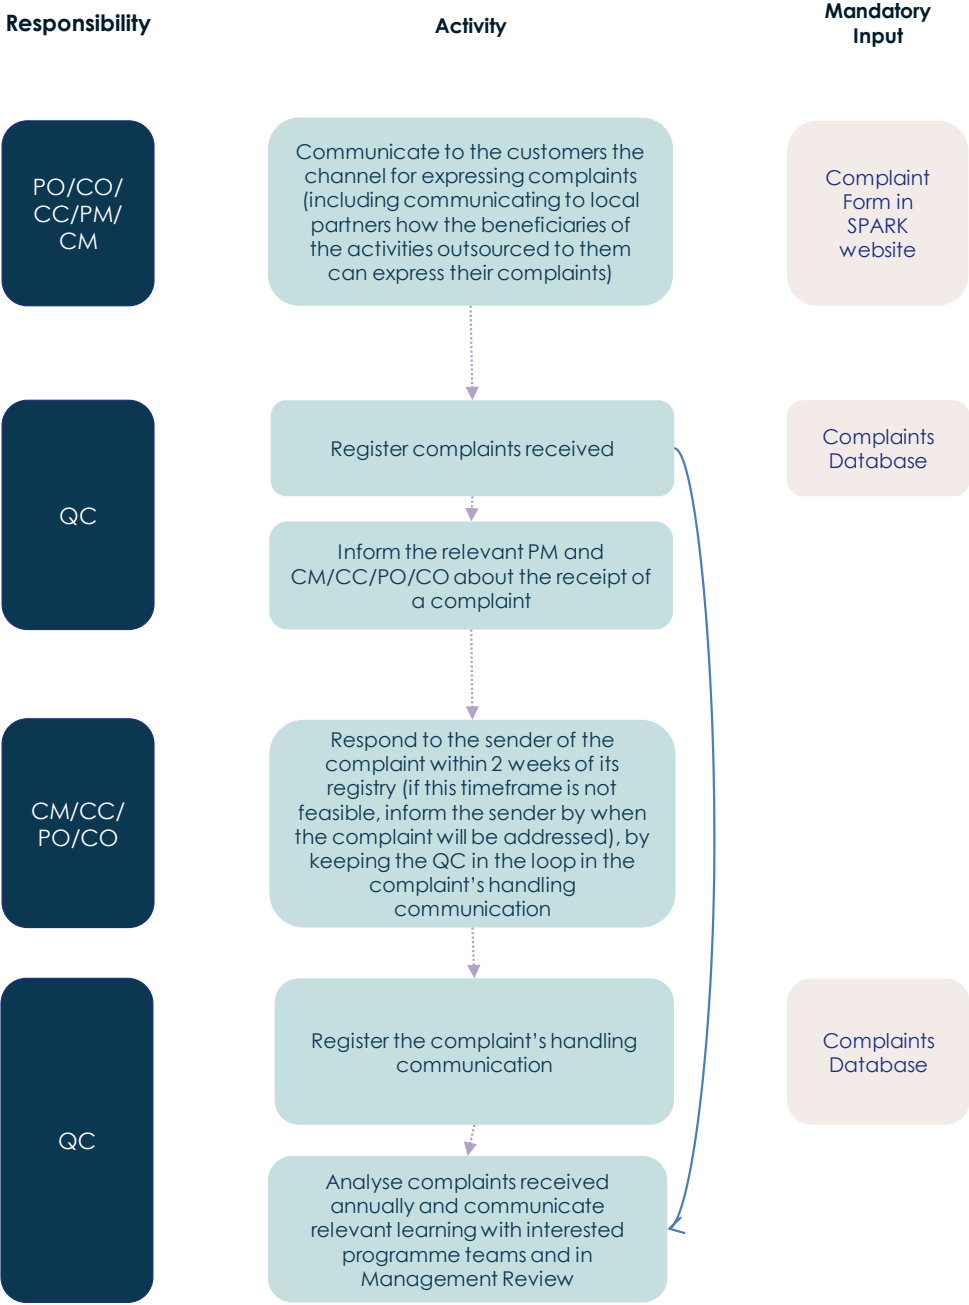 Responsibility
Activity
Mandatory
Input
PO/CO/
CC/PM/
CM
Communicate to the customers the
channel for expressing complaints
(including communicating to local
partners how the beneficiaries of
the activities outsourced to them
can express their complaints)
Complaint
Form in
SPARK
website
QC
Register complaints received
Complaints
Database
Inform the relevant PM and
CM/CC/PO/CO about the receipt of
a complaint
CM/CC/
PO/CO
Respond to the sender of the
complaint within 2 weeks of its
registry (if this timeframe is not
feasible, inform the sender by when
the complaint will be addressed), by
keeping the QC in the loop in the
complaint’s handling
communication
QC
Register the complaint’s handling
communication
Complaints
Database
Analyse complaints received
annually and communicate
relevant learning with interested
programme teams and in
Management Review